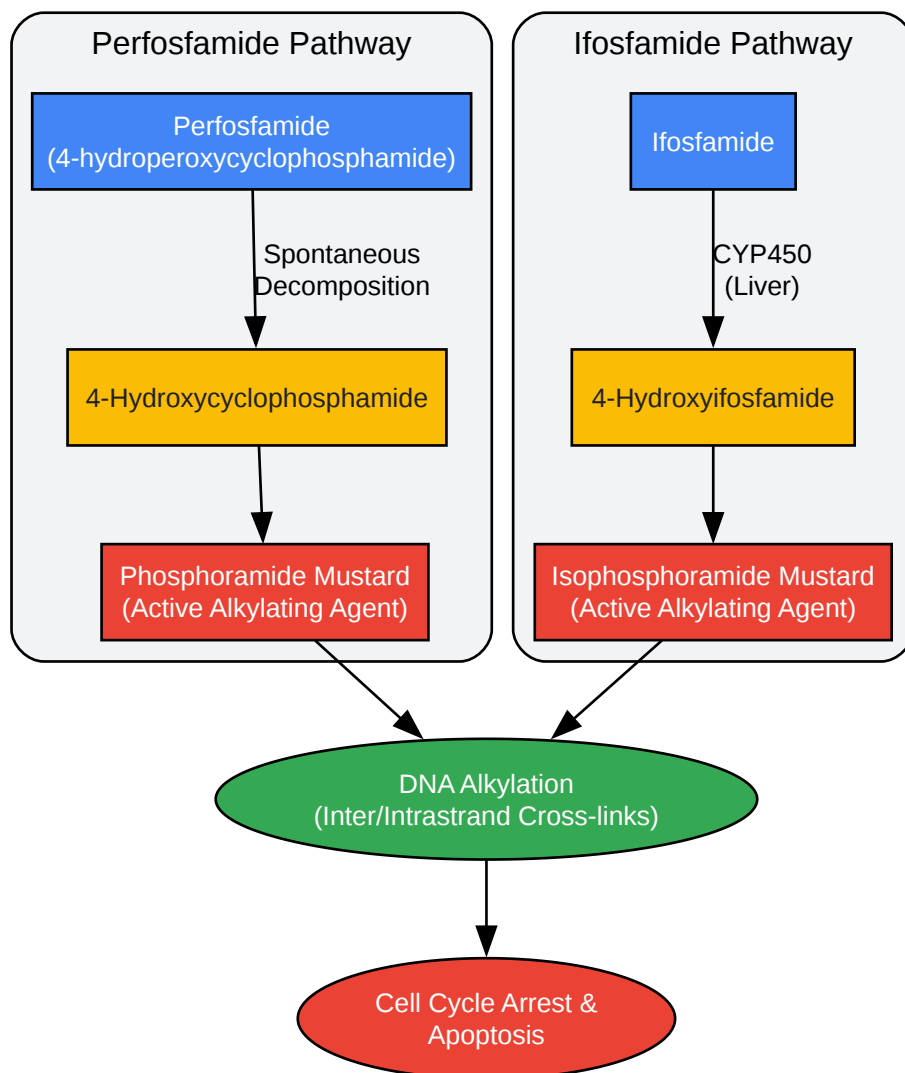 Perfosfamide Pathway
Perfosfamide
(4-hydroperoxycyclophosphamide)
Spontaneous
Decomposition
4-Hydroxycyclophosphamide
Phosphoramide Mustard
(Active Alkylating Agent)
Ifosfamide Pathway
Ifosfamide
CYP450
(Liver)
4-Hydroxyifosfamide
Isophosphoramide Mustard
(Active Alkylating Agent)
DNA Alkylation
(Inter/Intrastrand Cross-links)
Cell Cycle Arrest &
Apoptosis